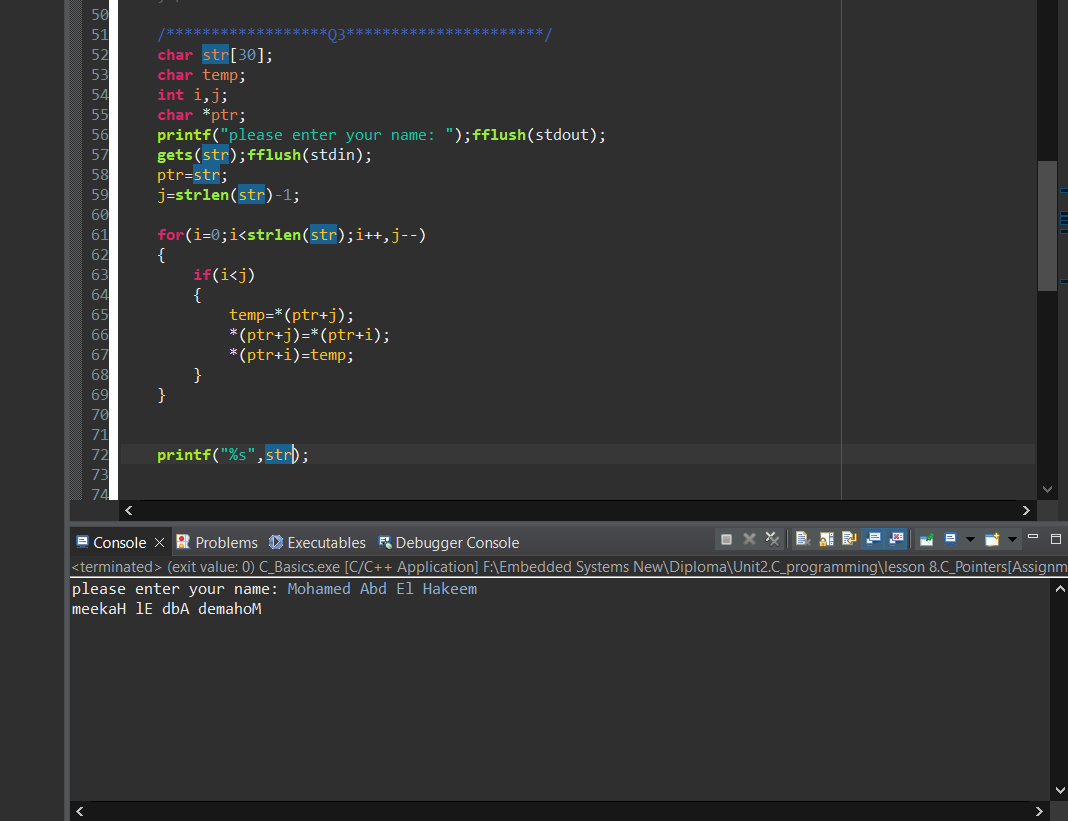 50
51 /******************Q3**********************/
52 char str[30];
53 char temp;
54 int i,j;
55 char *ptr;
56 printf("please enter your name: ");fflush(stdout);
57 gets(str);fflush(stdin);
58 ptr=str;
59 j=strlen(str)-1;
60
61 for(i=0;i<strlen(str);i++,j--)
62 {
63 if(i<j)
64 {
65 temp=*(ptr+j);
66 *(ptr+j)=*(ptr+i);
67 *(ptr+i)=temp;
68 }
69 }
70
71
72 printf("%s",str);
73
74
Console Problems Executables Debugger Console
<terminated> (exit value: 0) C_Basics.exe [C/C++ Application] F:\Embedded Systems New\Diploma\Unit2.C_programming\lesson 8.C_Pointers[Assignm
please enter your name: Mohamed Abd El Hakeem
meekaH lE dbA demahoM